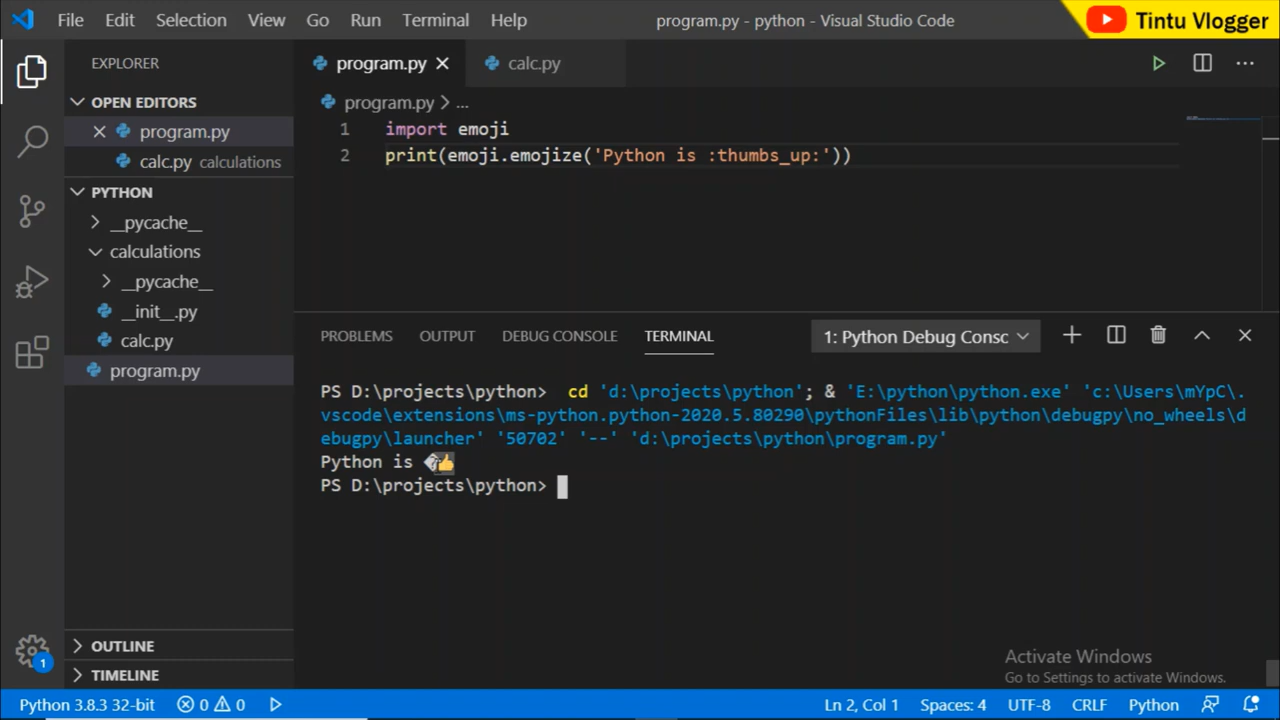 File Edit Selection View Go Run Terminal Help program.py - python - Visual Studio Code Tintu Vlogger
EXPLORER
OPEN EDITORS
program.py
calc.py calculations
PYTHON
__pycache__
calculations
__pycache__
__init__.py
calc.py
program.py
OUTLINE
TIMELINE
program.py calc.py
program.py > ...
1 import emoji
2 print(emoji.emojize('Python is :thumbs_up:'))
PROBLEMS OUTPUT DEBUG CONSOLE TERMINAL 1: Python Debug Consc
PS D:\projects\python> cd 'd:\projects\python'; & 'E:\python\python.exe' 'c:\Users\mYpC\.
vscode\extensions\ms-python.python-2020.5.80290\pythonFiles\lib\python\debugpy\no_wheels\d
ebugpy\launcher' '50702' '--' 'd:\projects\python\program.py'
Python is �👍
PS D:\projects\python>
Activate Windows
Go to Settings to activate Windows.
1
Python 3.8.3 32-bit 0 0 Ln 2, Col 1 Spaces: 4 UTF-8 CRLF Python